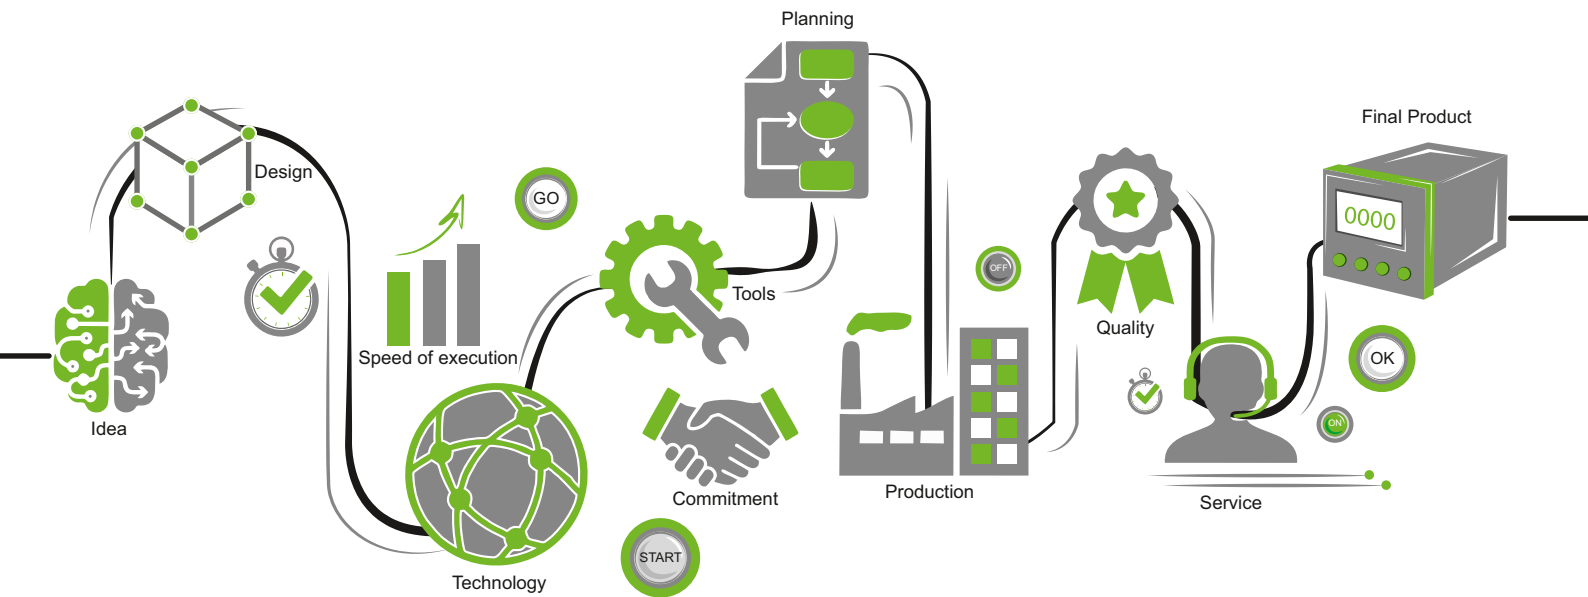 Planning
Final Product
Design
GO
0000
OFF
Tools
Quality
Speed of execution
OK
Idea
ON
Commitment
Production
Service
START
Technology